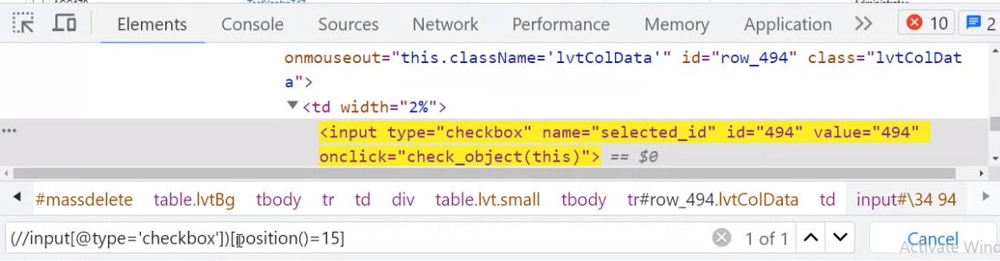 Elements Console Sources Network Performance Memory Application 10 2
onmouseout="this.className='lvtColData'" id="row_494" class="lvtColDat
a">
<td width="2%">
<input type="checkbox" name="selected_id" id="494" value="494"
onclick="check_object(this)"> == $0
#massdelete table.lvtBg tbody tr td div table.lvt.small tbody tr#row_494.lvtColData td input#\34 94
(//input[@type='checkbox'])[position()=15] 1 of 1 Cancel
Activate Wind